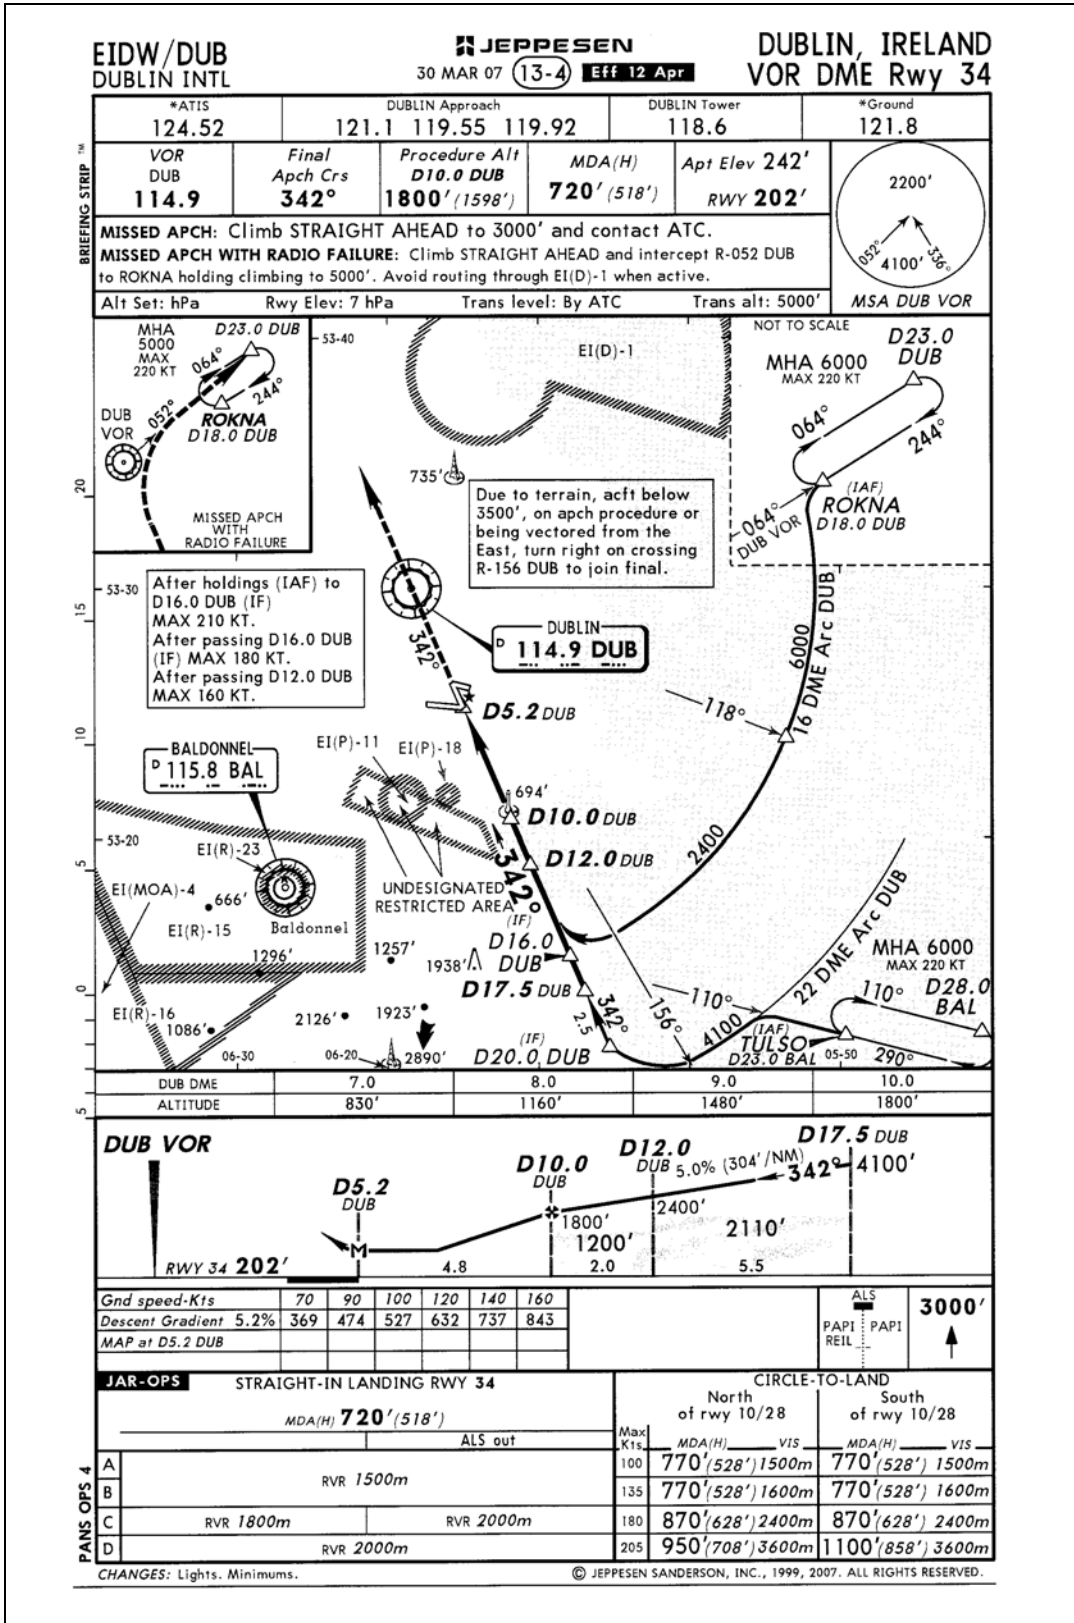 EIDW/DUB
DUBLIN INTL
JEPPESEN
30 MAR 07 13-4 Eff 12 Apr
DUBLIN, IRELAND
VOR DME Rwy 34
BRIEFING STRIP TM
*ATIS
124.52
DUBLIN Approach
121.1 119.55 119.92
DUBLIN Tower
118.6
*Ground
121.8
VOR
DUB
114.9
Final
Apch Crs
342°
Procedure Alt
D10.0 DUB
1800' (1598')
MDA(H)
720' (518')
Apt Elev 242'
RWY 202'
2200'
052°
336°
4100'
MSA DUB VOR
MISSED APCH: Climb STRAIGHT AHEAD to 3000' and contact ATC.
MISSED APCH WITH RADIO FAILURE: Climb STRAIGHT AHEAD and intercept R-052 DUB
to ROKNA holding climbing to 5000'. Avoid routing through EI(D)-1 when active.
Alt Set: hPa Rwy Elev: 7 hPa Trans level: By ATC Trans alt: 5000'
MHA
5000
MAX
220 KT
D23.0 DUB
064°
244°
052°
DUB
VOR
ROKNA
D18.0 DUB
MISSED APCH
WITH
RADIO FAILURE
53-40
EI(D)-1
NOT TO SCALE
D23.0
DUB
MHA 6000
MAX 220 KT
064°
244°
(IAF)
ROKNA
D18.0 DUB
064°
DUB VOR
735'
Due to terrain, acft below
3500', on apch procedure or
being vectored from the
East, turn right on crossing
R-156 DUB to join final.
20
53-30
15
After holdings (IAF) to
D16.0 DUB (IF)
MAX 210 KT.
After passing D16.0 DUB
(IF) MAX 180 KT.
After passing D12.0 DUB
MAX 160 KT.
342°
DUBLIN
D 114.9 DUB
6000
16 DME Arc DUB
118°
D5.2 DUB
10
BALDONNEL
D 115.8 BAL
EI(P)-11
EI(P)-18
694'
D10.0 DUB
53-20
2400
D12.0 DUB
5
EI(R)-23
EI(MOA)-4
666'
EI(R)-15
Baldonnel
UNDESIGNATED
RESTRICTED AREA
342°
(IF)
D16.0
DUB
1296'
1257'
1938'
D17.5 DUB
22 DME Arc DUB
MHA 6000
MAX 220 KT
110°
D28.0
BAL
0
EI(R)-16
1086'
2126'
1923'
342°
2.5
156°
110°
4100
(IAF)
TULSO
D23.0 BAL
290°
(IF)
D20.0 DUB
06-30
06-20
2890'
05-50
5
DUB DME 7.0 8.0 9.0 10.0
ALTITUDE 830' 1160' 1480' 1800'
DUB VOR
D5.2
DUB
D10.0
DUB
D12.0
DUB
D17.5 DUB
5.0% (304'/NM)
342°
4100'
2400'
1800'
1200'
2110'
M
RWY 34 202'
4.8 2.0 5.5
Gnd speed-Kts 70 90 100 120 140 160
Descent Gradient 5.2% 369 474 527 632 737 843
MAP at D5.2 DUB
ALS
PAPI PAPI
REIL
3000'
JAR-OPS
STRAIGHT-IN LANDING RWY 34
MDA(H) 720' (518')
ALS out
A
B
RVR 1500m
C RVR 1800m RVR 2000m
D RVR 2000m
CIRCLE-TO-LAND
North
of rwy 10/28
South
of rwy 10/28
Max
Kts
MDA(H) VIS MDA(H) VIS
100 770' (528') 1500m 770' (528') 1500m
135 770' (528') 1600m 770' (528') 1600m
180 870' (628') 2400m 870' (628') 2400m
205 950' (708') 3600m 1100' (858') 3600m
PANS OPS 4
CHANGES: Lights. Minimums.
© JEPPESEN SANDERSON, INC., 1999, 2007. ALL RIGHTS RESERVED.